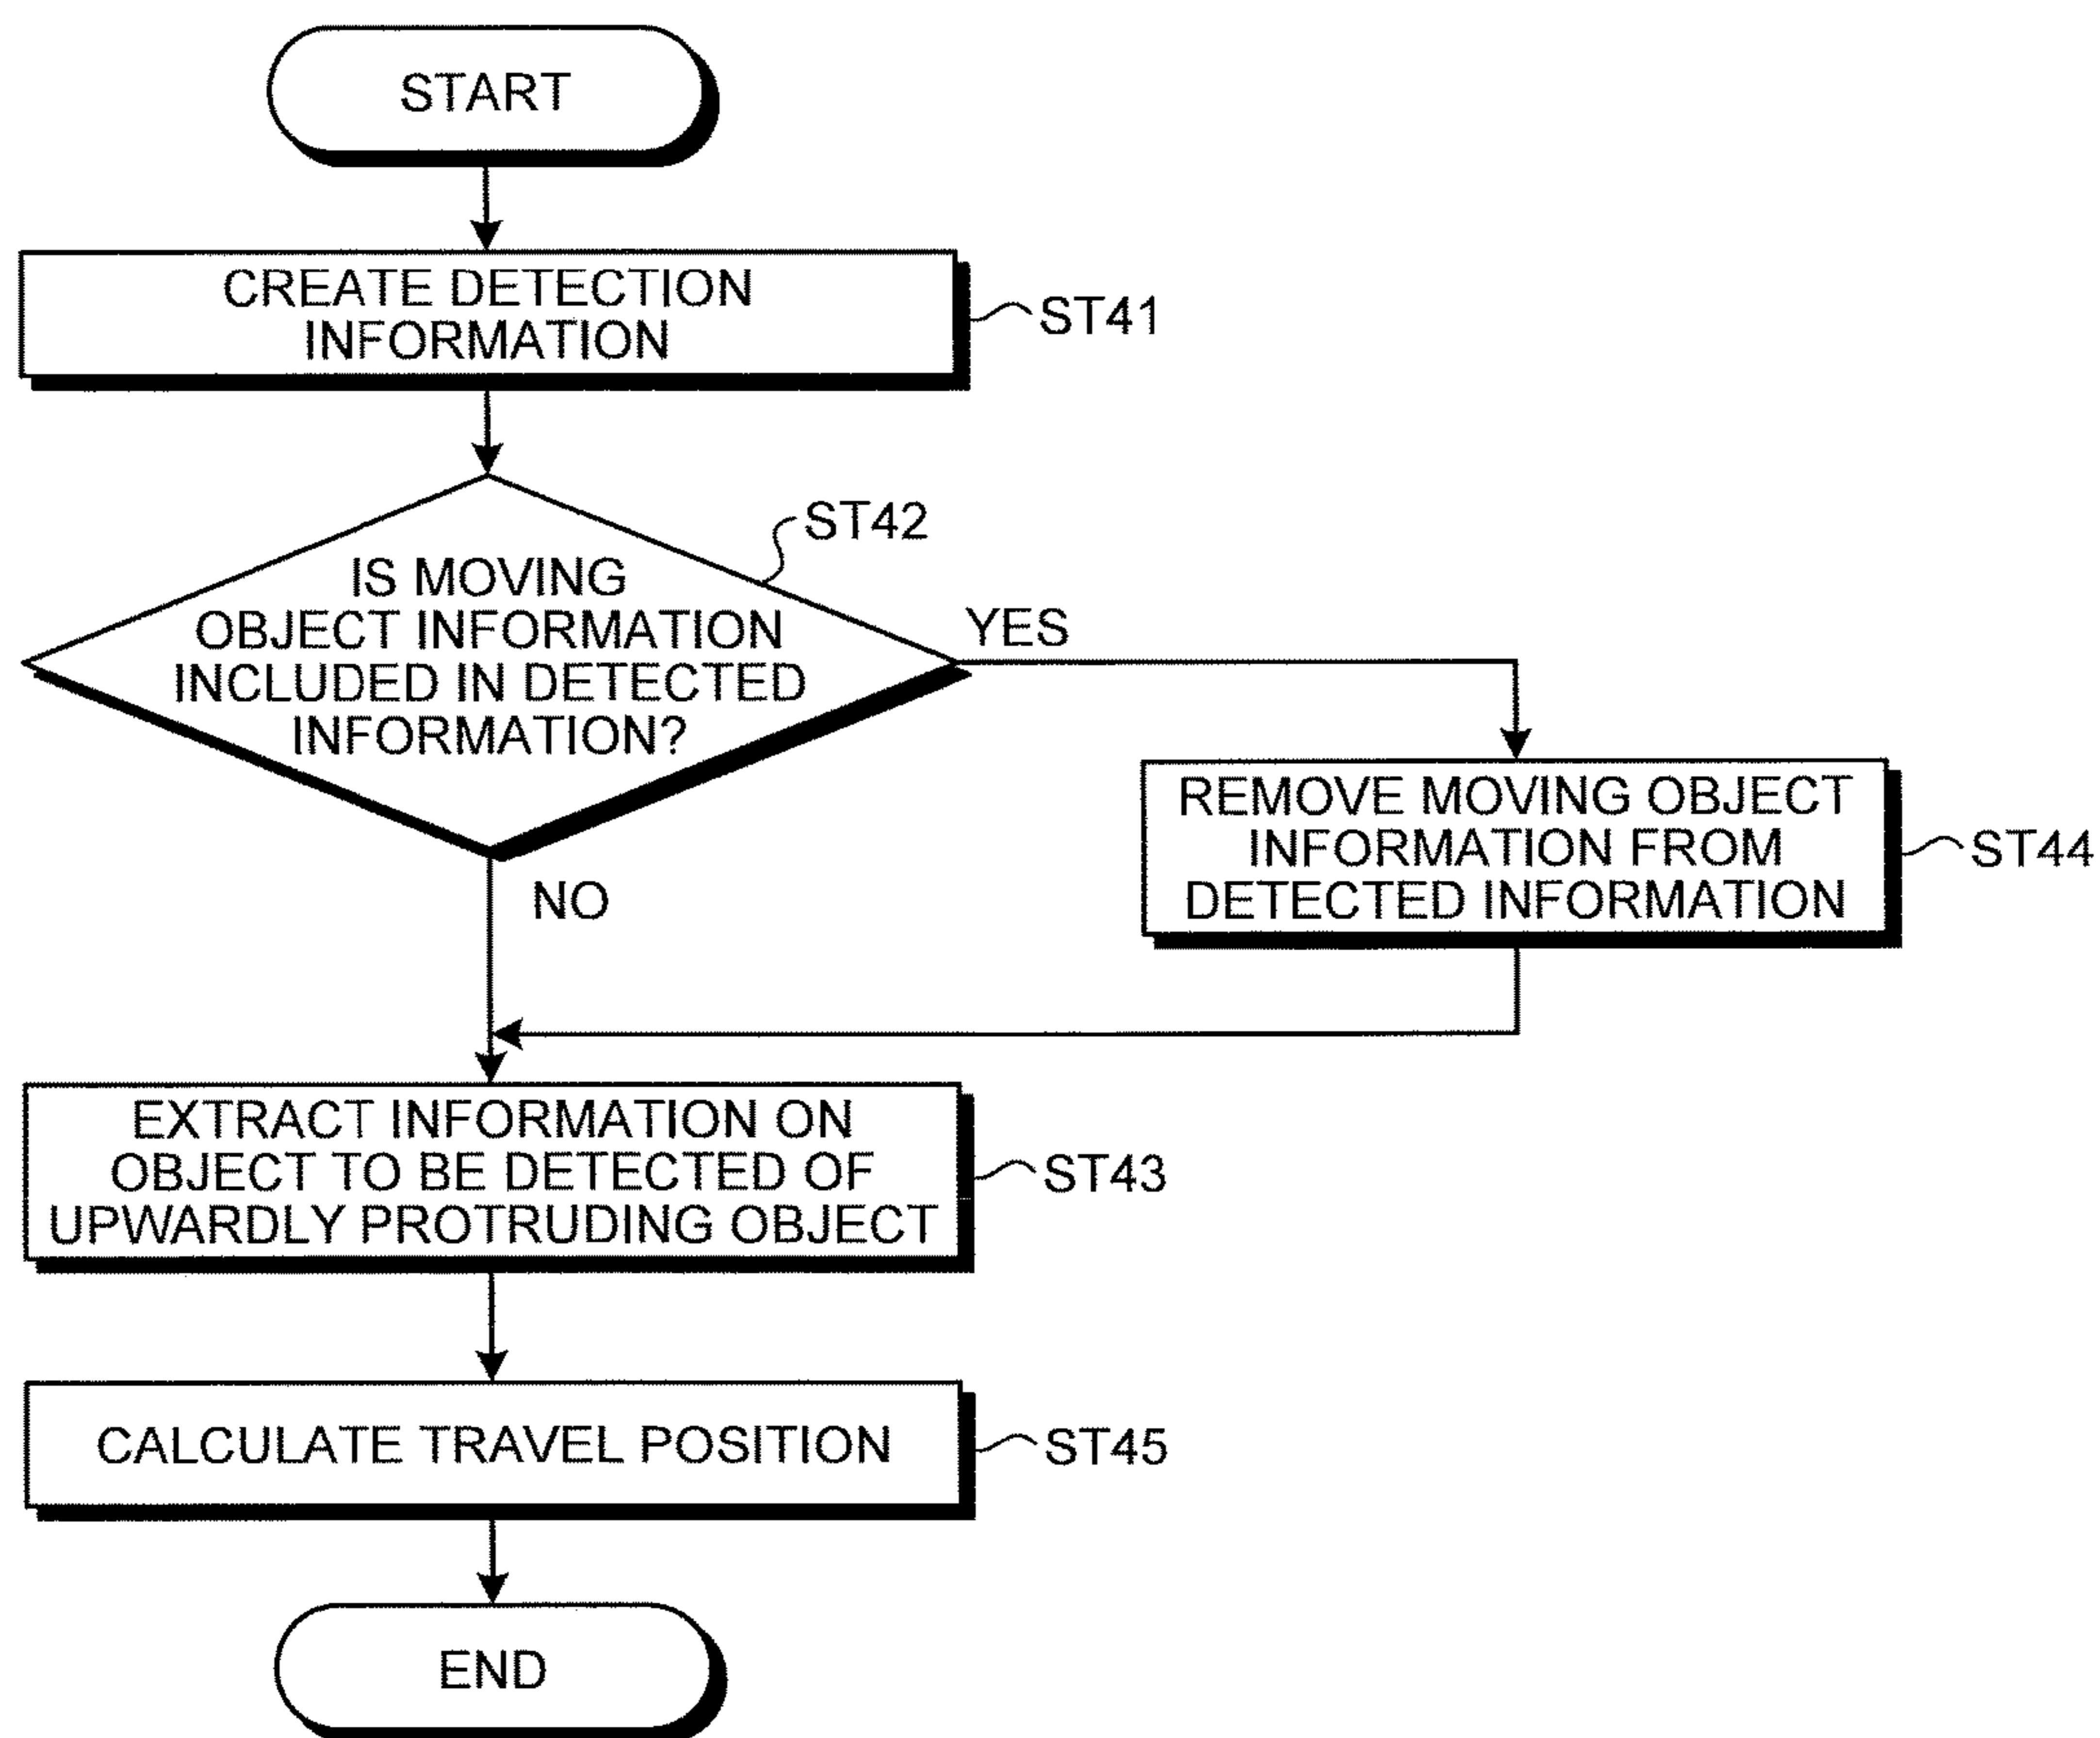 START
CREATE DETECTION
INFORMATION
ST41
ST42
IS MOVING
OBJECT INFORMATION
INCLUDED IN DETECTED
INFORMATION?
YES
REMOVE MOVING OBJECT
INFORMATION FROM
DETECTED INFORMATION
ST44
NO
EXTRACT INFORMATION ON
OBJECT TO BE DETECTED OF
UPWARDLY PROTRUDING OBJECT
ST43
CALCULATE TRAVEL POSITION
ST45
END